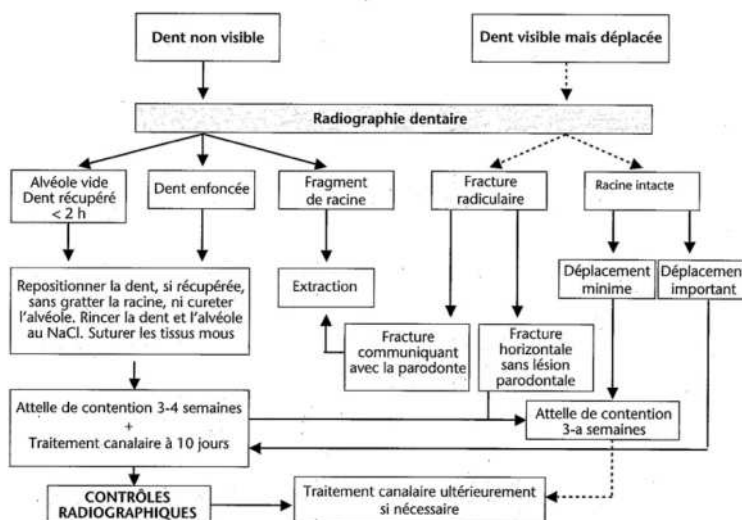 Dent non visible
Dent visible mais déplacée
Radiographie dentaire
Alvéole vide
Dent récupéré
< 2 h
Dent enfoncée
Fragment
de racine
Fracture
radiculaire
Racine intacte
Repositionner la dent, si récupérée,
sans gratter la racine, ni cureter
l'alvéole. Rincer la dent et l'alvéole
au NaCl. Suturer les tissus mous
Extraction
Déplacement
minime
Déplacement
important
Fracture
communiquant
avec la parodonte
Fracture
horizontale
sans lésion
parodontale
Attelle de contention 3-4 semaines
+
Traitement canalaire à 10 jours
Attelle de contention
3-a semaines
CONTRÔLES
RADIOGRAPHIQUES
Traitement canalaire ultérieurement
si nécessaire